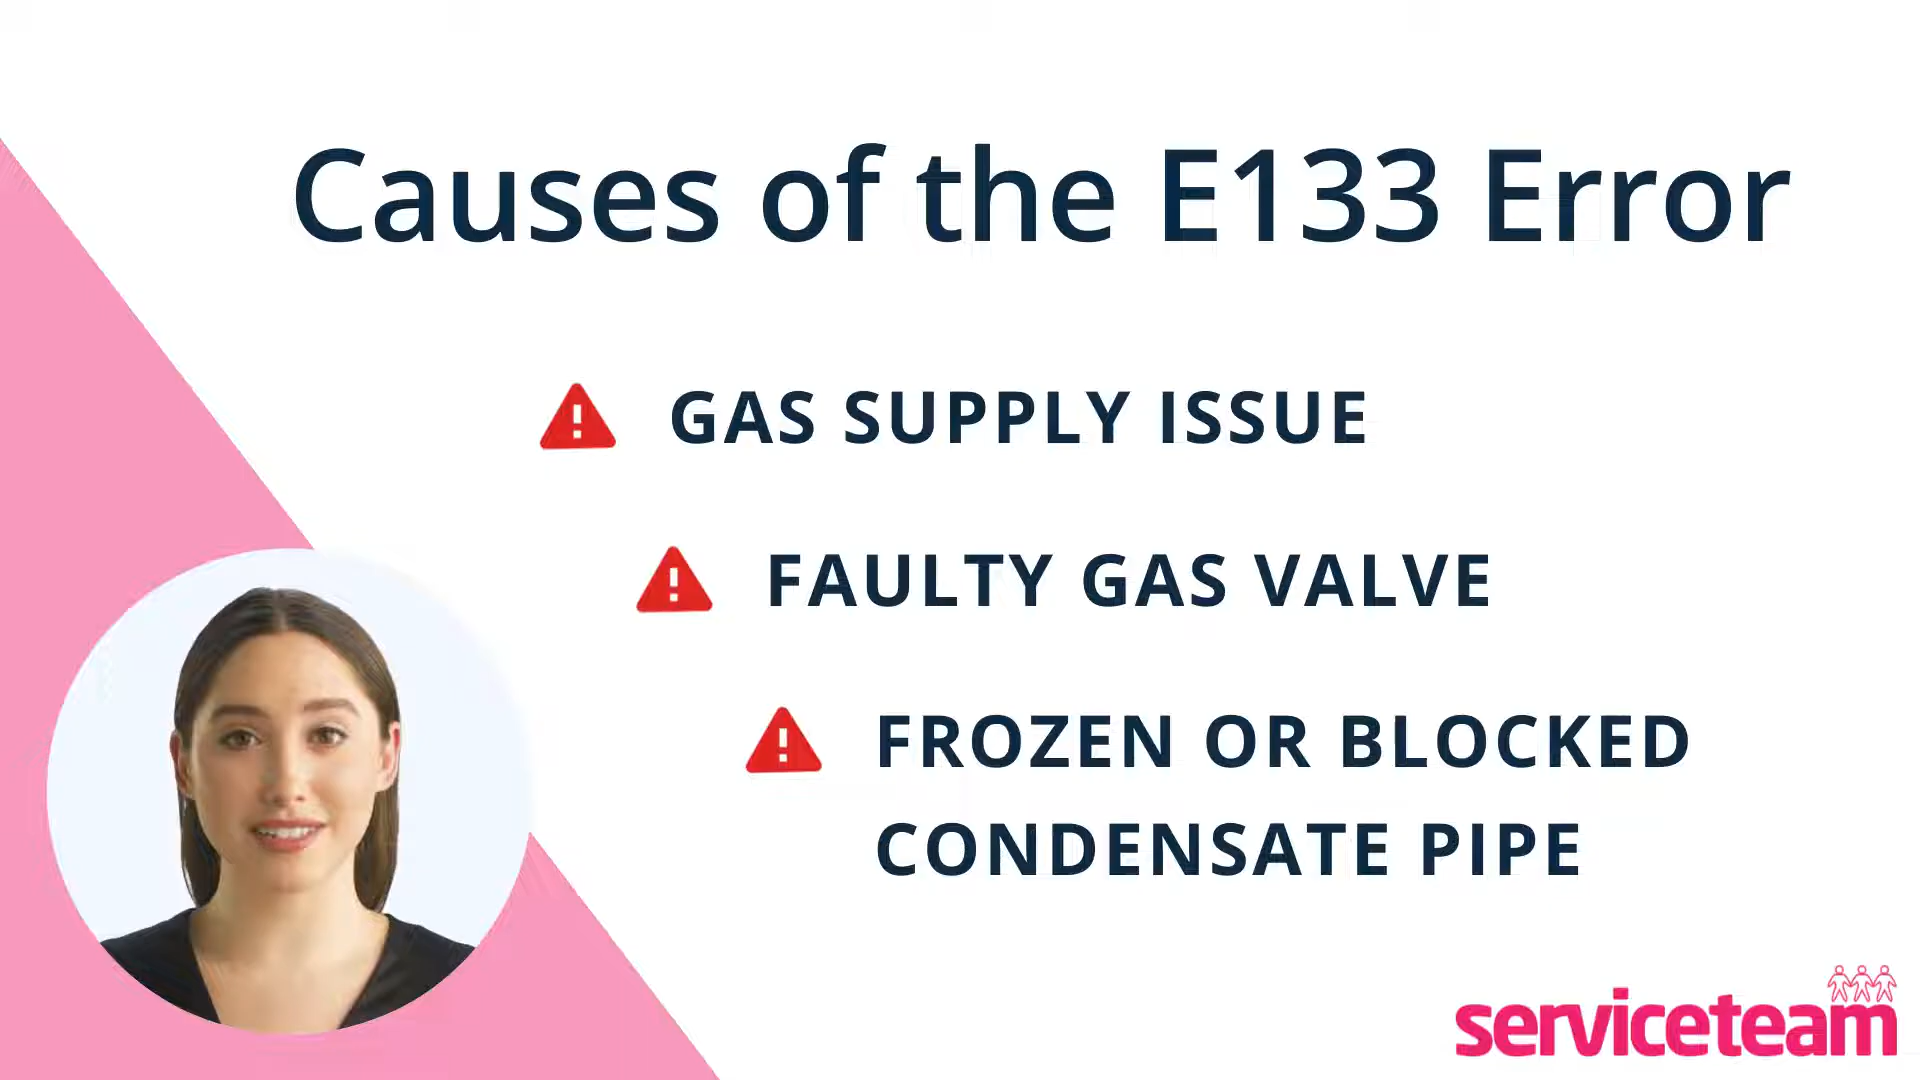 Causes of the E133 Error
GAS SUPPLY ISSUE
FAULTY GAS VALVE
FROZEN OR BLOCKED
CONDENSATE PIPE
serviceteam